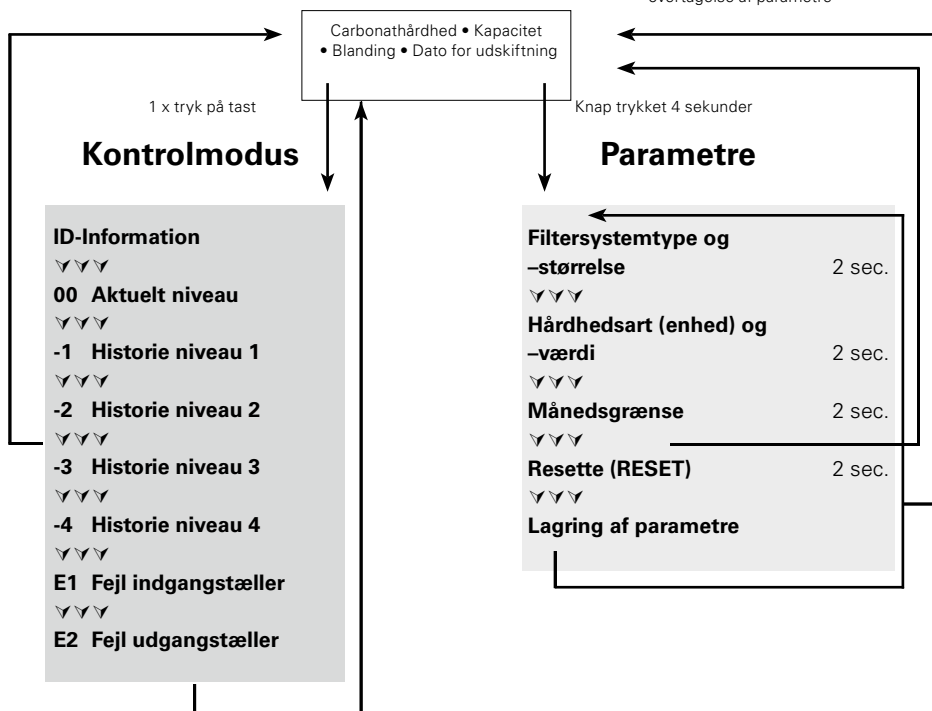 overtagelse af parametre
Carbonathårdhed • Kapacitet
• Blanding • Dato for udskiftning
1 x tryk på tast
Knap trykket 4 sekunder
Kontrolmodus
Parametre
ID-Information
00 Aktuelt niveau
-1 Historie niveau 1
-2 Historie niveau 2
-3 Historie niveau 3
-4 Historie niveau 4
E1 Fejl indgangstæller
E2 Fejl udgangstæller
Filtersystemtype og
–størrelse 2 sec.
Hårdhedsart (enhed) og
–værdi 2 sec.
Månedsgrænse 2 sec.
Resette (RESET) 2 sec.
Lagring af parametre